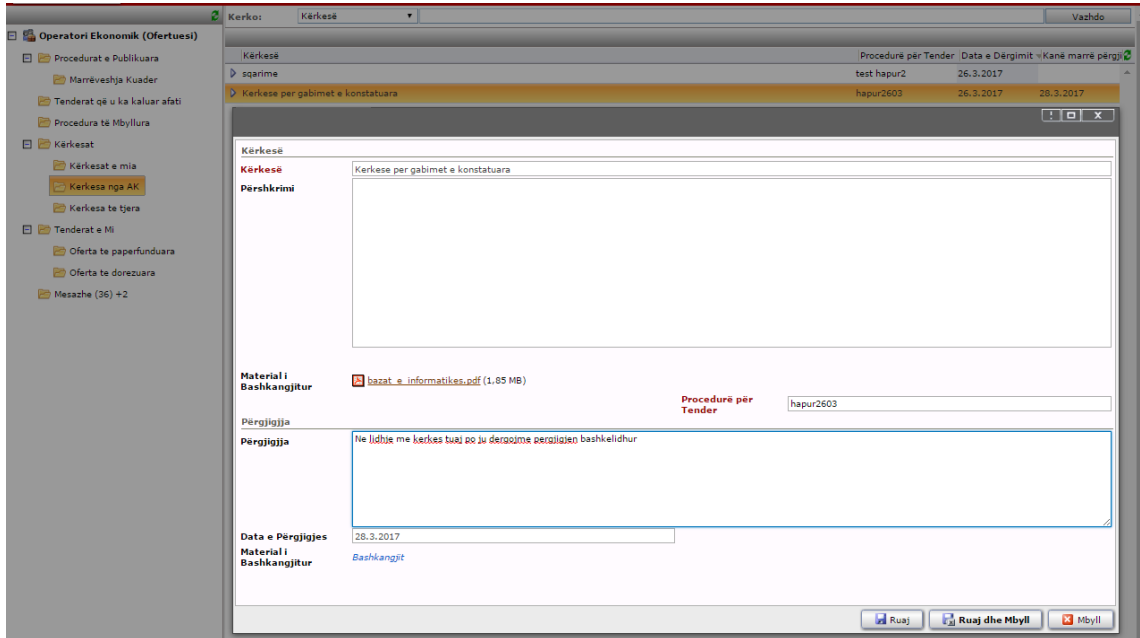 Kerko:
Kërkesë
Vazhdo
Operatori Ekonomik (Ofertuesi)
Procedurat e Publikuara
Marrëveshja Kuader
Tenderat që u ka kaluar afati
Procedura të Mbyllura
Kërkesat
Kërkesat e mia
Kerkesa nga AK
Kerkesa te tjera
Tenderat e Mi
Oferta te paperfunduara
Oferta te dorezuara
Mesazhe (36) +2
Kërkesë Procedurë për Tender Data e Dërgimit Kanë marrë përgji
sqarime test hapur2 26.3.2017
Kerkese per gabimet e konstatuara hapur2603 26.3.2017 28.3.2017
Kërkesë
Kërkesë Kerkese per gabimet e konstatuara
Përshkrimi
Material i
Bashkangjitur
bazat_e_informatikes.pdf (1,85 MB)
Procedurë për
Tender
hapur2603
Përgjigjja
Përgjigjja Ne lidhje me kerkes tuaj po ju dergojme pergjigjen bashkelidhur
Data e Përgjigjes 28.3.2017
Material i
Bashkangjitur
Bashkangjit
Ruaj Ruaj dhe Mbyll Mbyll